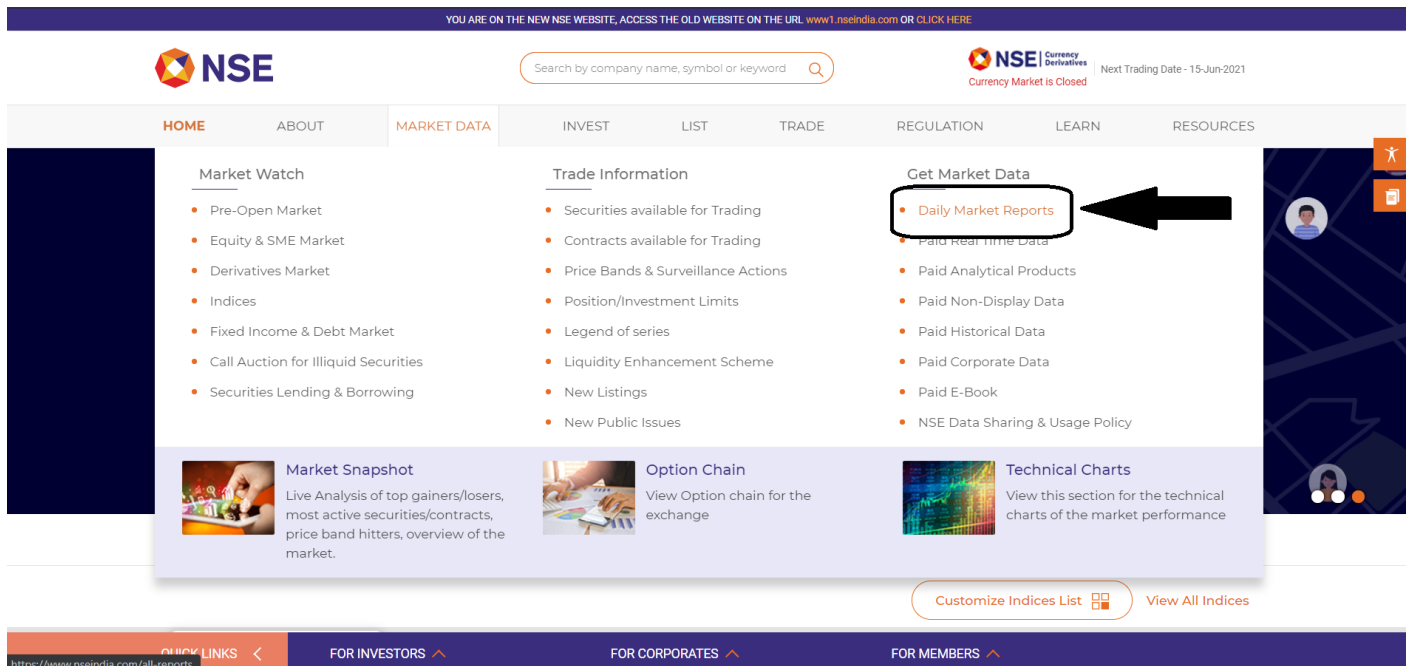 YOU ARE ON THE NEW NSE WEBSITE, ACCESS THE OLD WEBSITE ON THE URL www1.nseindia.com OR CLICK HERE
NSE
Search by company name, symbol or keyword
NSE Currency Derivatives
Currency Market is Closed
Next Trading Date - 15-Jun-2021
HOME ABOUT MARKET DATA INVEST LIST TRADE REGULATION LEARN RESOURCES
Market Watch
Pre-Open Market
Equity & SME Market
Derivatives Market
Indices
Fixed Income & Debt Market
Call Auction for Illiquid Securities
Securities Lending & Borrowing
Trade Information
Securities available for Trading
Contracts available for Trading
Price Bands & Surveillance Actions
Position/Investment Limits
Legend of series
Liquidity Enhancement Scheme
New Listings
New Public Issues
Get Market Data
Daily Market Reports
Paid Real Time Data
Paid Analytical Products
Paid Non-Display Data
Paid Historical Data
Paid Corporate Data
Paid E-Book
NSE Data Sharing & Usage Policy
Market Snapshot
Live Analysis of top gainers/losers,
most active securities/contracts,
price band hitters, overview of the
market.
Option Chain
View Option chain for the
exchange
Technical Charts
View this section for the technical
charts of the market performance
Customize Indices List
View All Indices
QUICK LINKS FOR INVESTORS FOR CORPORATES FOR MEMBERS
https://www.nseindia.com/all-reports